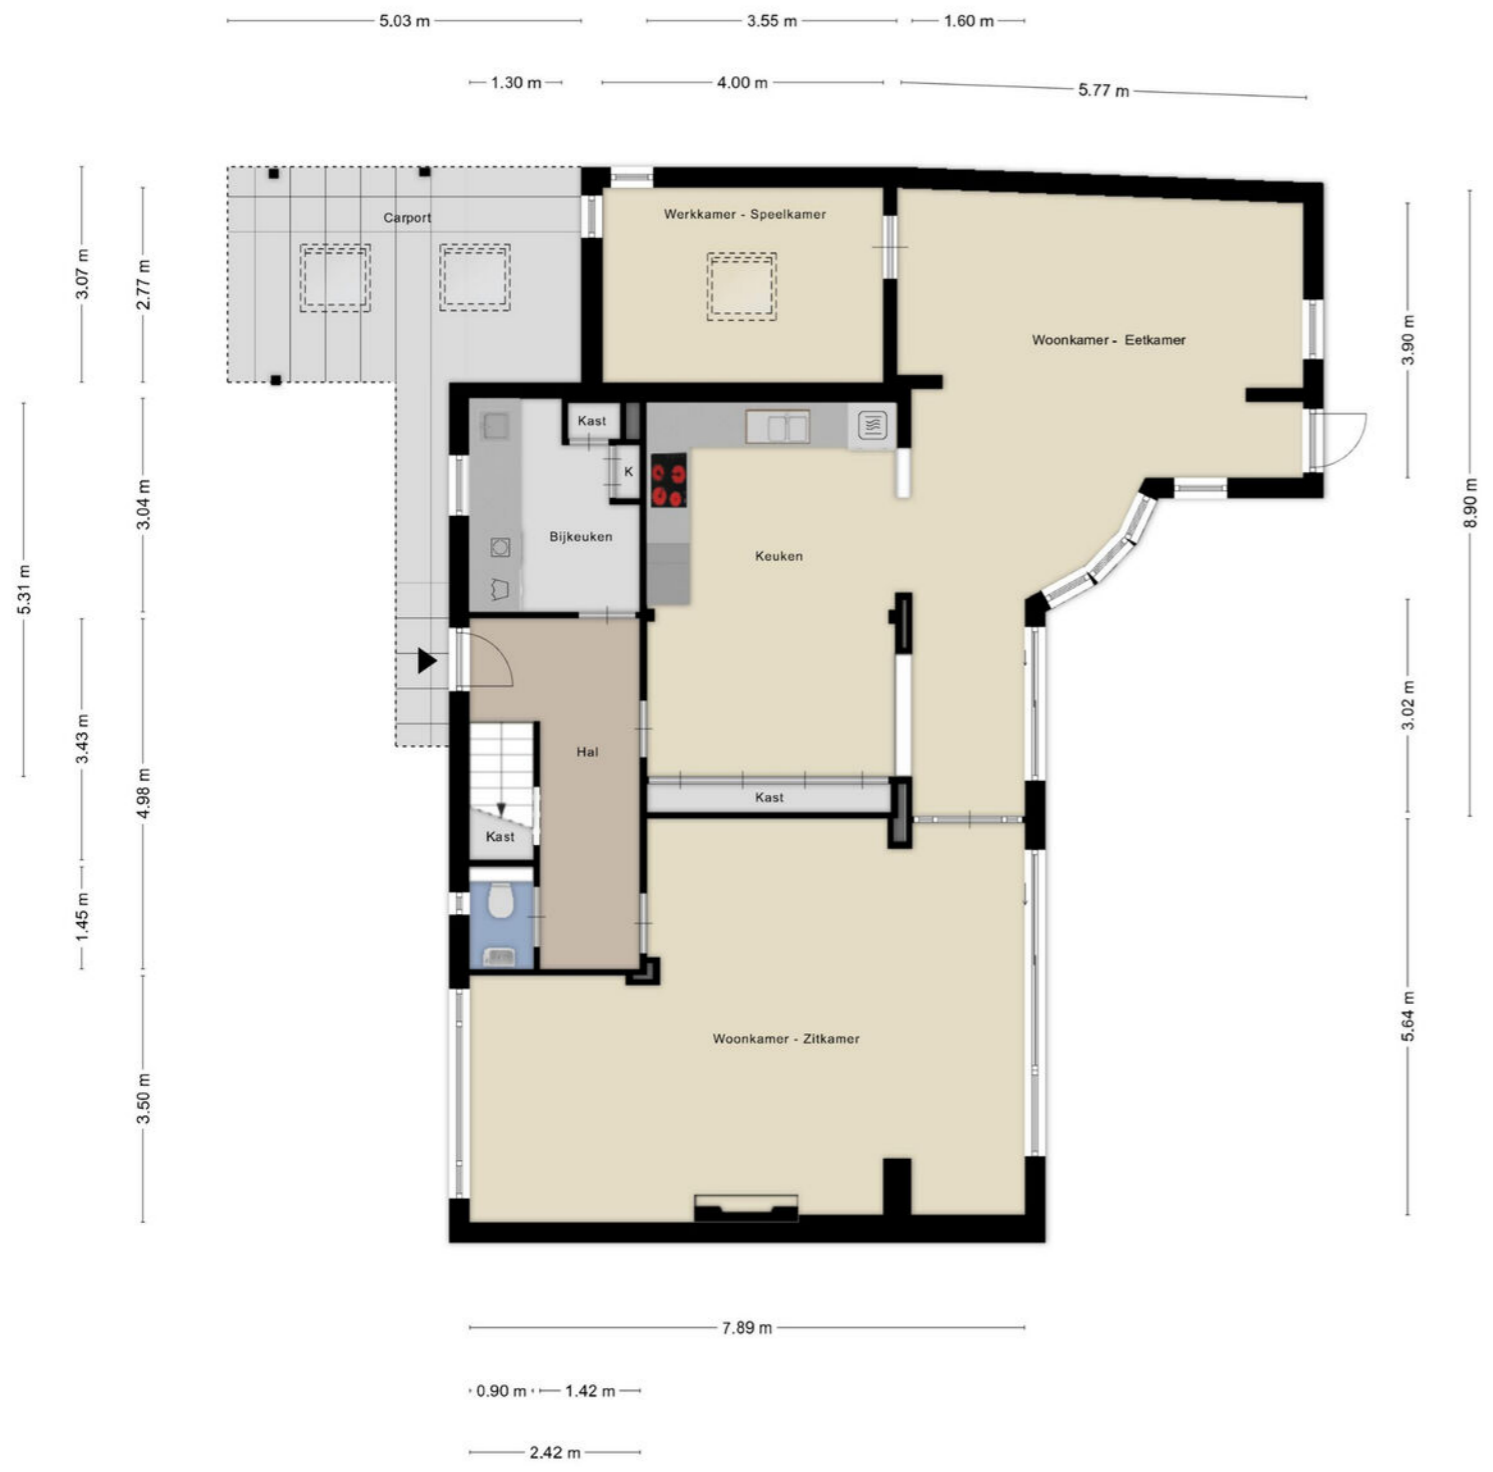 5.03 m
3.55 m
1.60 m
1.30 m
4.00 m
5.77 m
Carport
Werkkamer - Speelkamer
3.07 m
2.77 m
Woonkamer - Eetkamer
3.90 m
Kast
K
8.90 m
3.04 m
Bijkeuken
Keuken
5.31 m
3.02 m
3.43 m
Hal
4.98 m
Kast
Kast
1.45 m
5.64 m
Woonkamer - Zitkamer
3.50 m
7.89 m
0.90 m
1.42 m
2.42 m